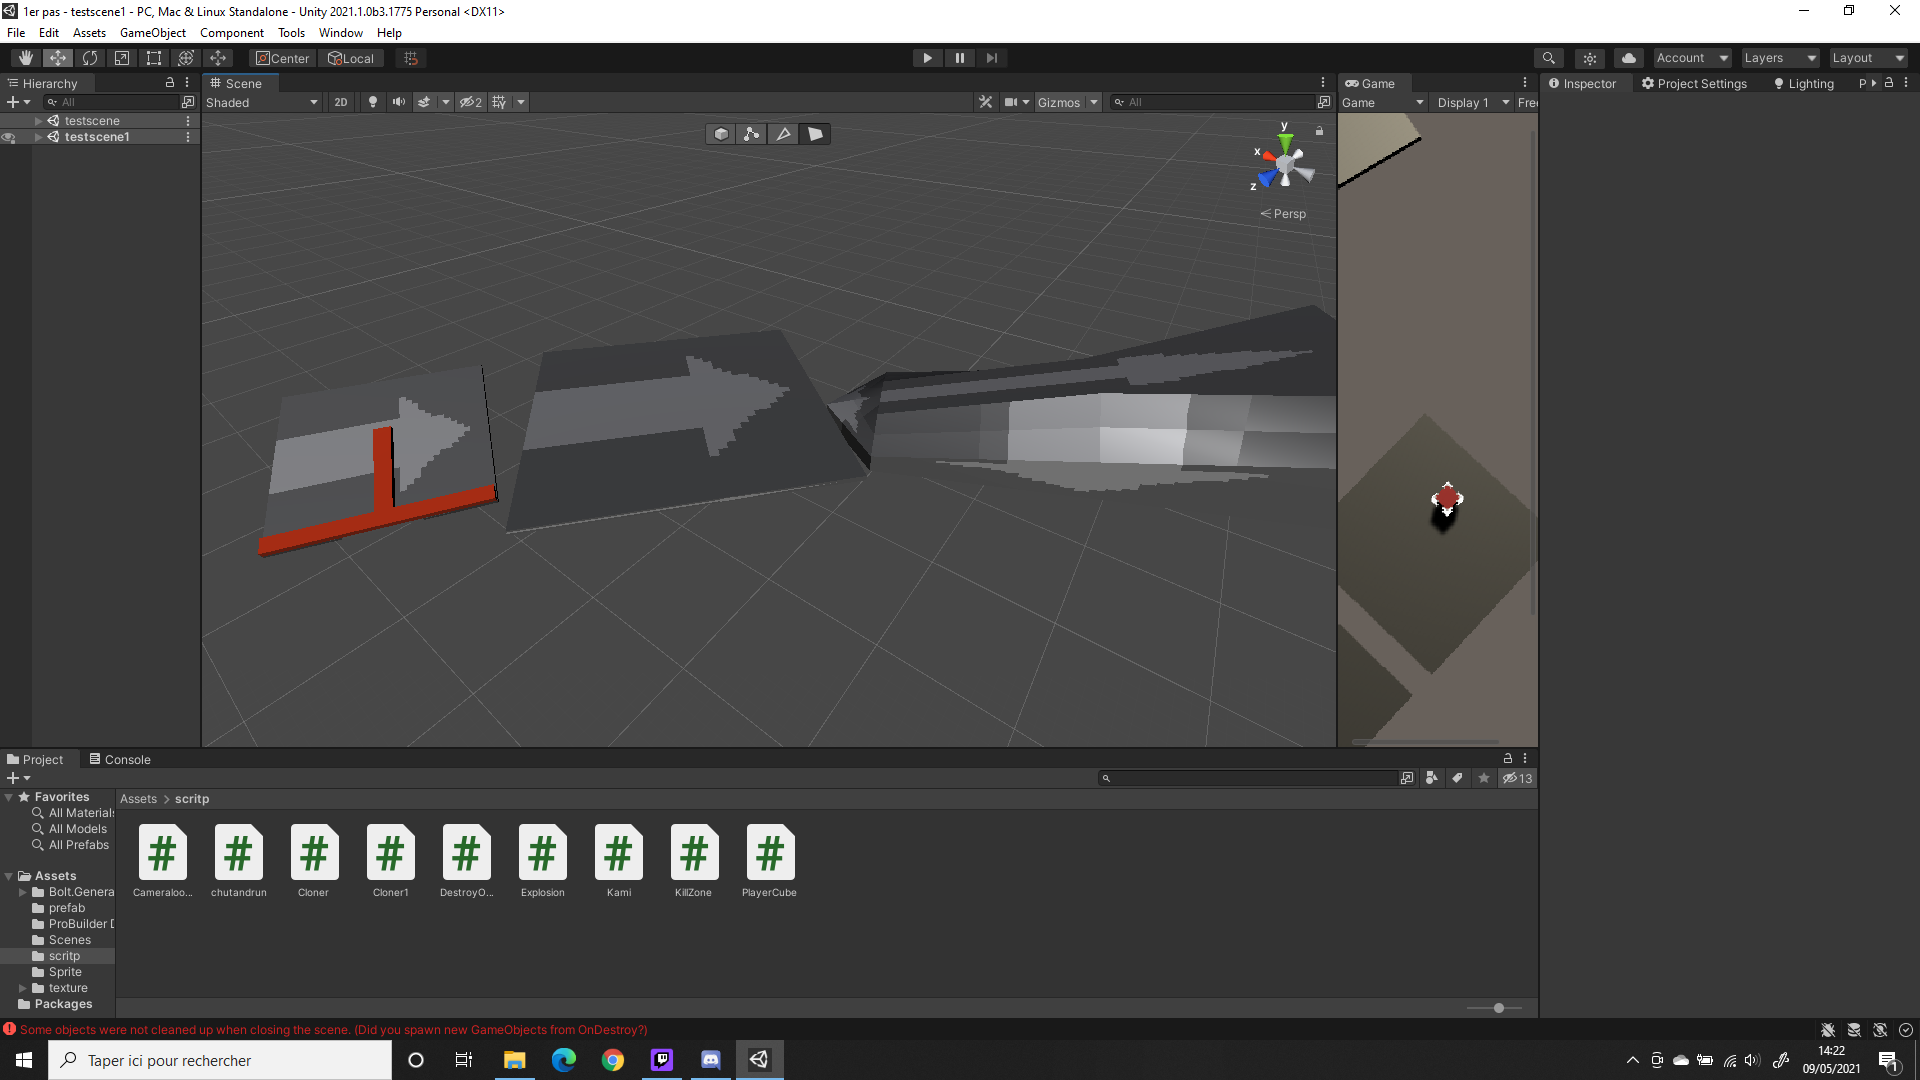 1er pas - testscene1 - PC, Mac & Linux Standalone - Unity 2021.1.0b3.1775 Personal <DX11>
File Edit Assets GameObject Component Tools Window Help
Center Local Account Layers Layout
Hierarchy Scene Game Inspector Project Settings Lighting P
All Shaded 2D 2 Gizmos All Game Display 1 Free
testscene
testscene1
y
x
z
Persp
Project Console
13
Favorites
All Materials
All Models
All Prefabs
Assets
Bolt.Genera
prefab
ProBuilder D
Scenes
scritp
Sprite
texture
Packages
Assets > scritp
# # # # # # # # #
Cameraloo... chutandrun Cloner Cloner1 DestroyO... Explosion Kami KillZone PlayerCube
Some objects were not cleaned up when closing the scene. (Did you spawn new GameObjects from OnDestroy?)
Taper ici pour rechercher
14:22
09/05/2021
1